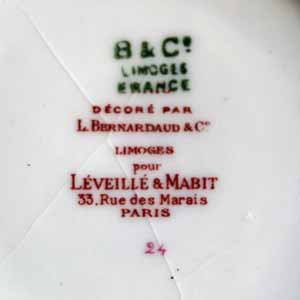 B & Cº
LIMOGES
FRANCE
DÉCORÉ PAR
L. BERNARDAUD & Cº
LIMOGES
pour
LÉVEILLÉ & MABIT
33, Rue des Marais
PARIS
24